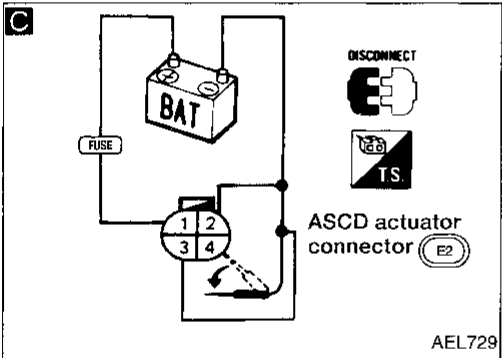 C
DISCONNECT
BAT
FUSE
T.S.
1 2
3 4
ASCD actuator
connector E2
AEL729